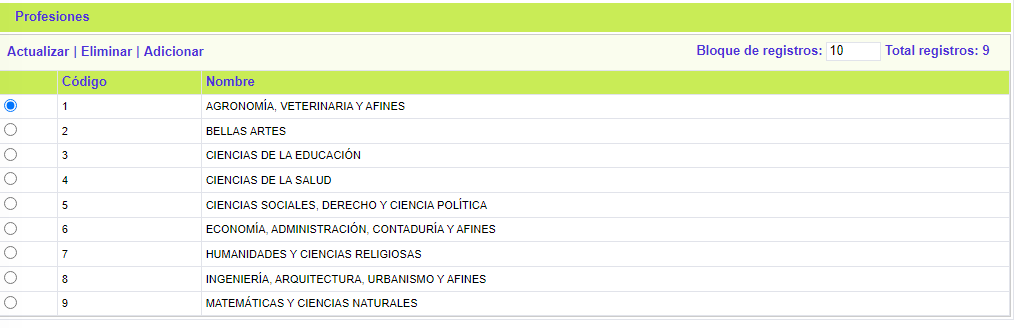 Profesiones
Actualizar | Eliminar | Adicionar Bloque de registros: 10 Total registros: 9
Código Nombre
1 AGRONOMÍA, VETERINARIA Y AFINES
2 BELLAS ARTES
3 CIENCIAS DE LA EDUCACIÓN
4 CIENCIAS DE LA SALUD
5 CIENCIAS SOCIALES, DERECHO Y CIENCIA POLÍTICA
6 ECONOMÍA, ADMINISTRACIÓN, CONTADURÍA Y AFINES
7 HUMANIDADES Y CIENCIAS RELIGIOSAS
8 INGENIERÍA, ARQUITECTURA, URBANISMO Y AFINES
9 MATEMÁTICAS Y CIENCIAS NATURALES